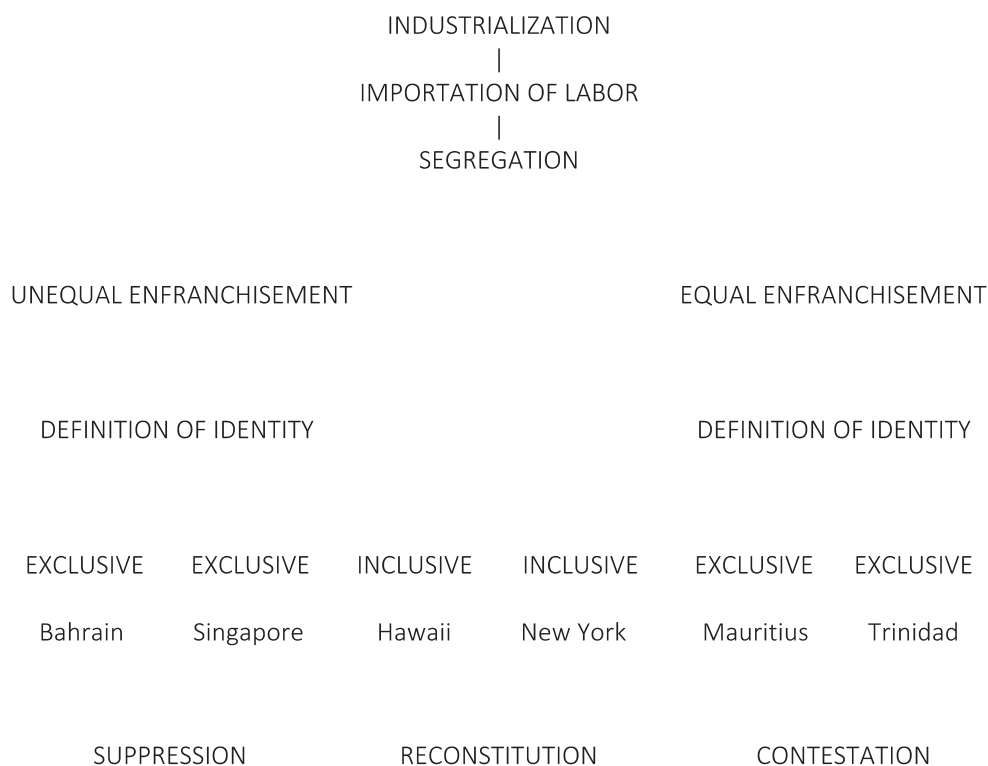 INDUSTRIALIZATION
|
IMPORTATION OF LABOR
|
SEGREGATION
UNEQUAL ENFRANCHISEMENT EQUAL ENFRANCHISEMENT
DEFINITION OF IDENTITY DEFINITION OF IDENTITY
EXCLUSIVE EXCLUSIVE INCLUSIVE INCLUSIVE EXCLUSIVE EXCLUSIVE
Bahrain Singapore Hawaii New York Mauritius Trinidad
SUPPRESSION RECONSTITUTION CONTESTATION